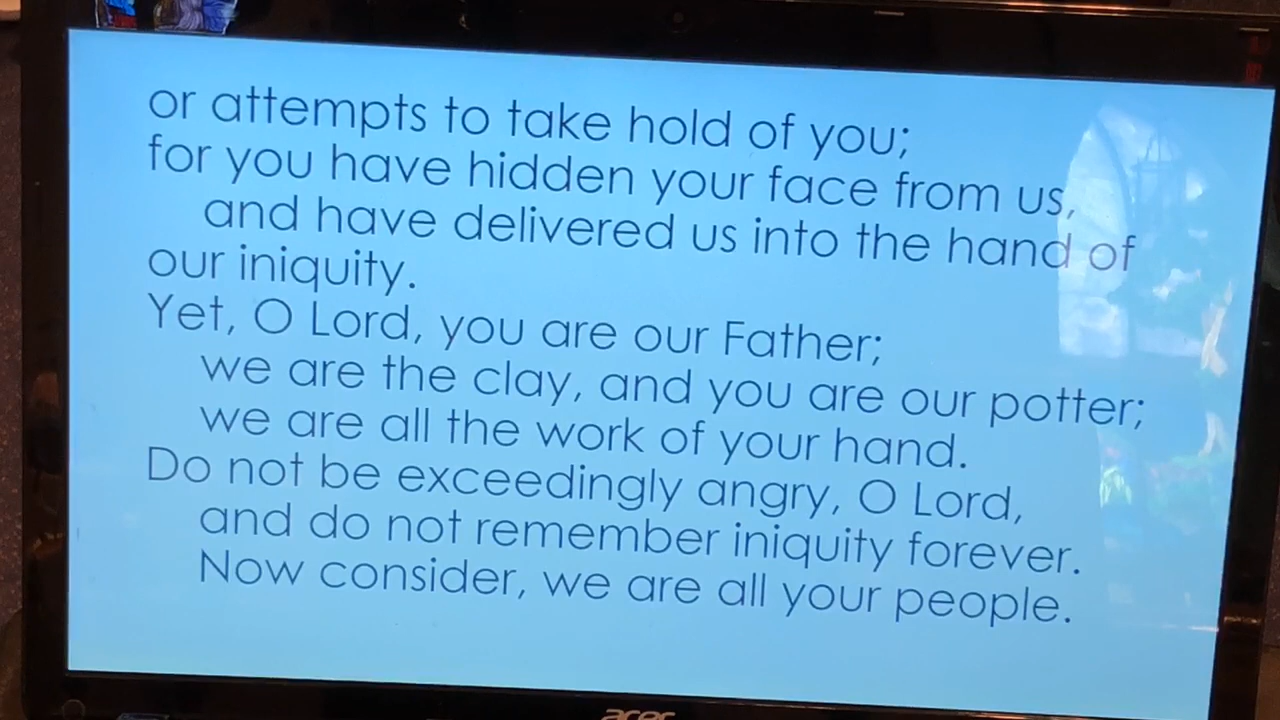 or attempts to take hold of you;
for you have hidden your face from us,
and have delivered us into the hand of
our iniquity.
Yet, O Lord, you are our Father;
we are the clay, and you are our potter;
we are all the work of your hand.
Do not be exceedingly angry, O Lord,
and do not remember iniquity forever.
Now consider, we are all your people.
acer